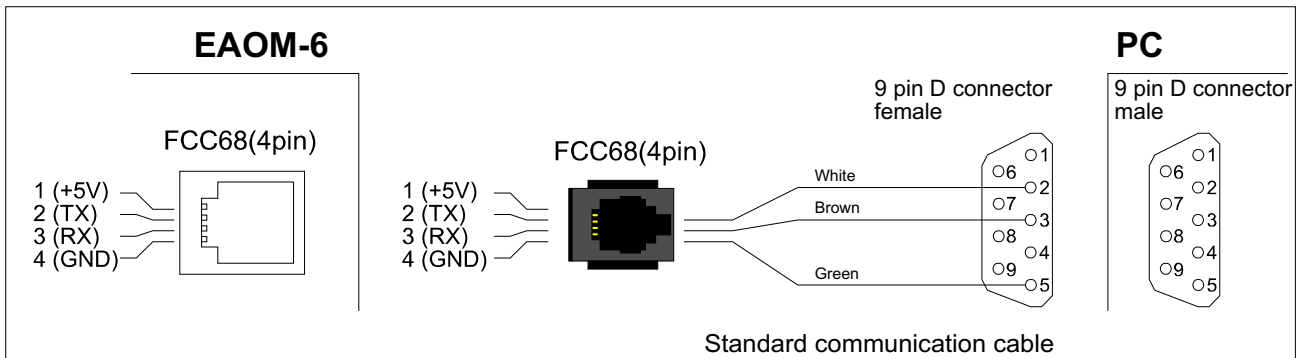 EAOM-6
PC
9 pin D connector
female
9 pin D connector
male
FCC68(4pin)
1 (+5V)
2 (TX)
3 (RX)
4 (GND)
FCC68(4pin)
1 (+5V)
2 (TX)
3 (RX)
4 (GND)
White
Brown
Green
1
6
2
7
3
8
4
9
5
1
6
2
7
3
8
4
9
5
Standard communication cable